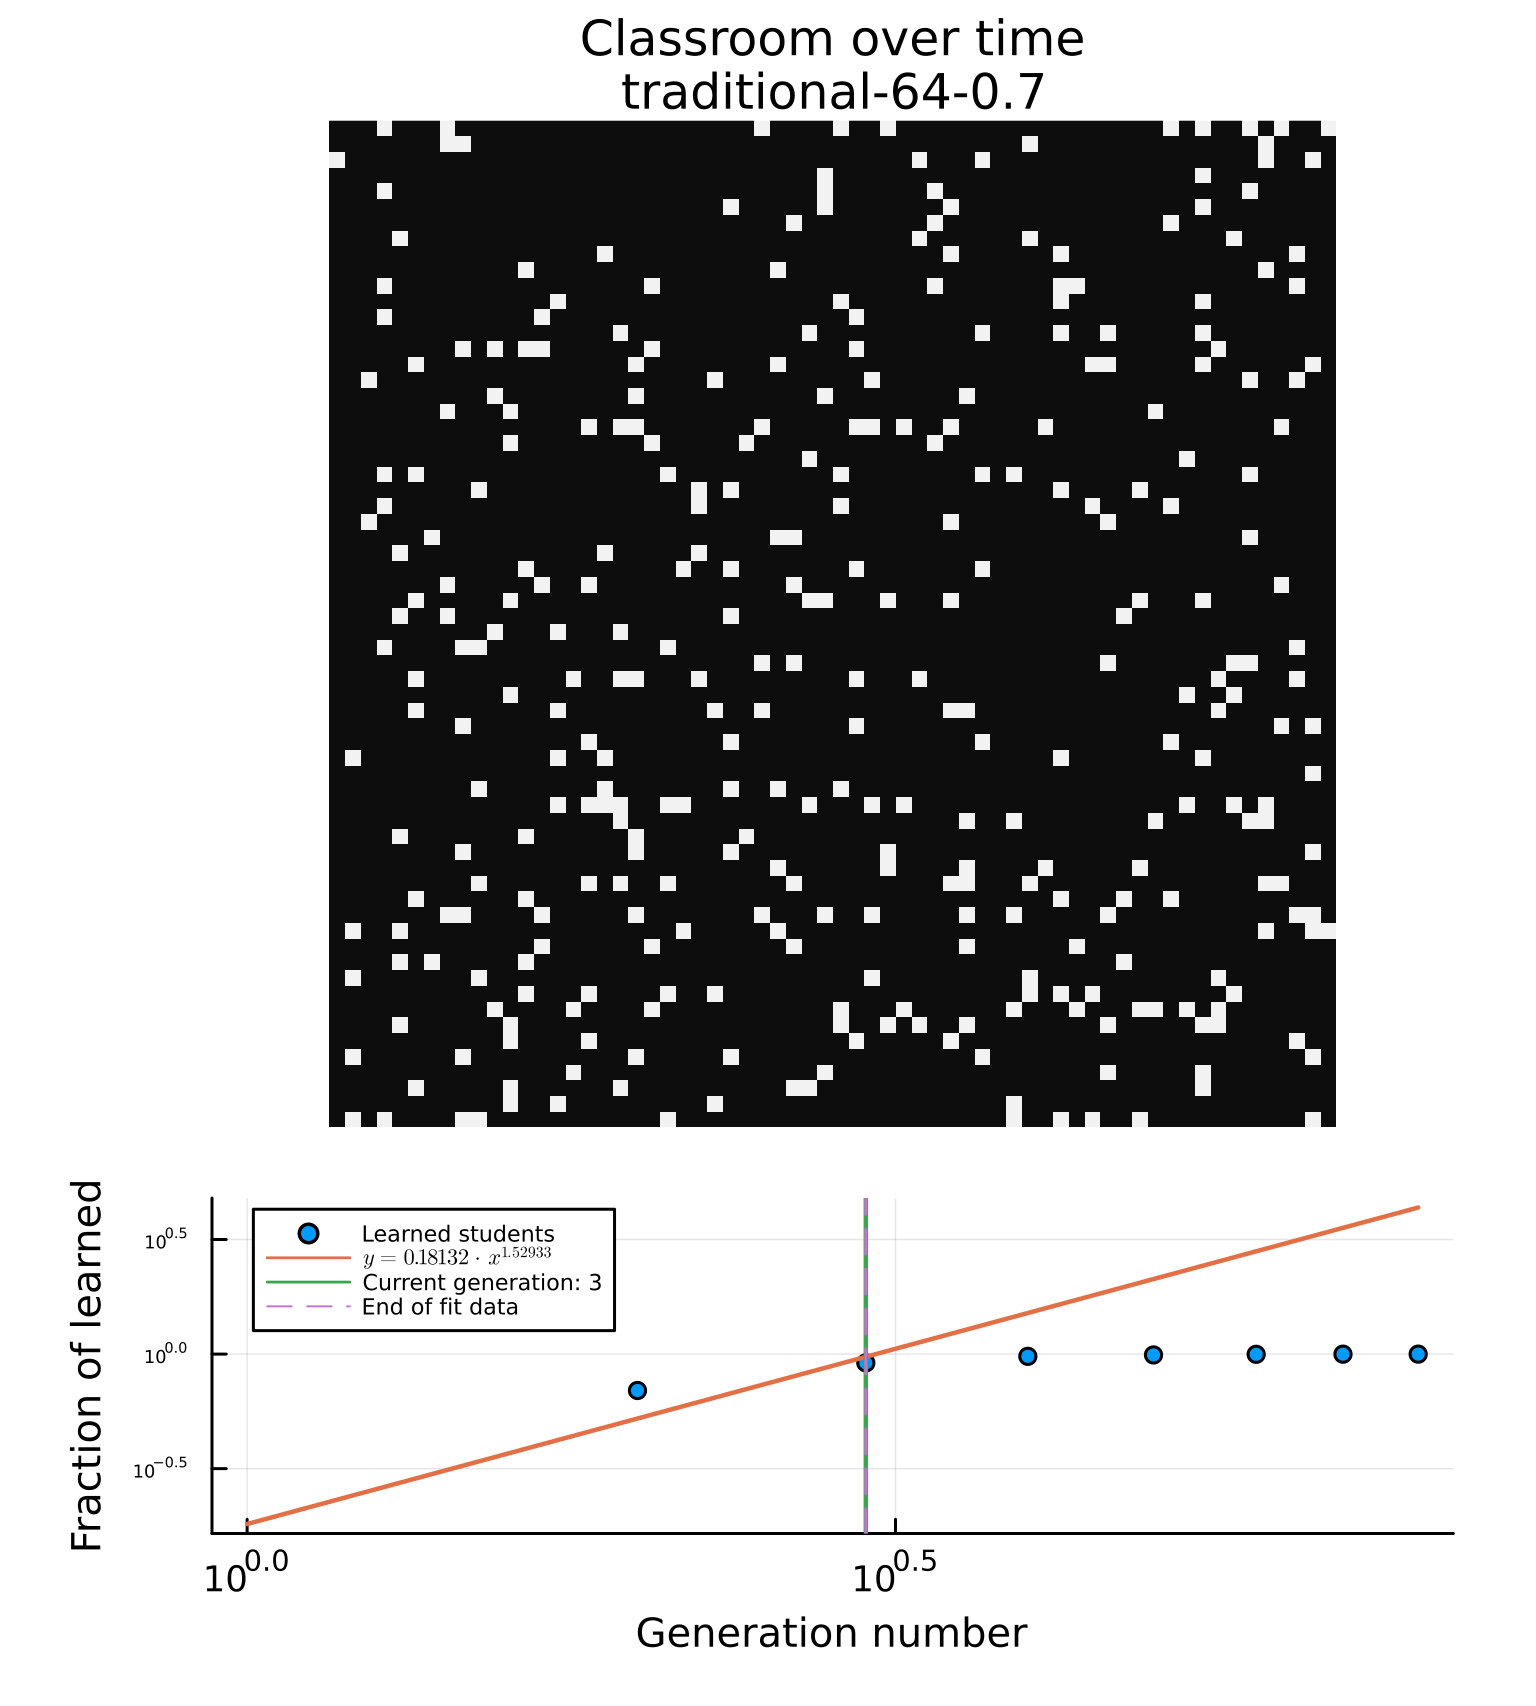 Classroom over time
traditional-64-0.7
Fraction of learned
10^0.5
10^0.0
10^−0.5
Learned students
y = 0.18132 · x^1.52933
Current generation: 3
End of fit data
10^0.0
10^0.5
Generation number